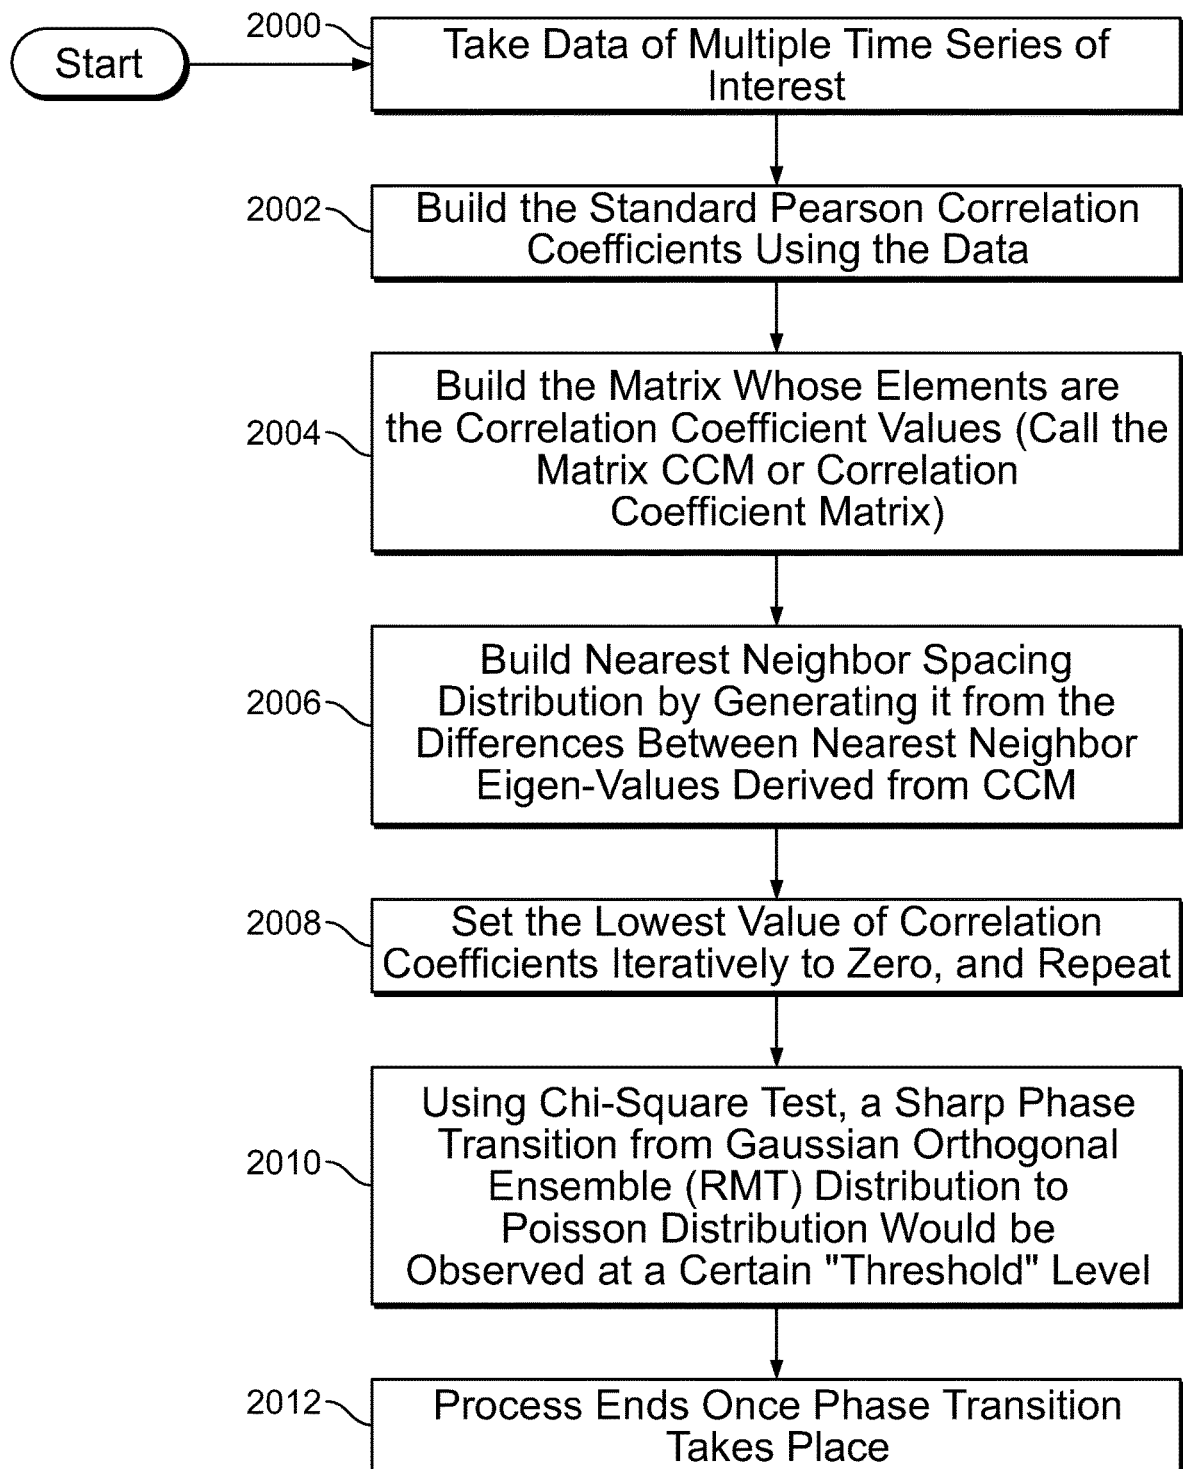 Start
2000
Take Data of Multiple Time Series of
Interest
2002
Build the Standard Pearson Correlation
Coefficients Using the Data
2004
Build the Matrix Whose Elements are
the Correlation Coefficient Values (Call the
Matrix CCM or Correlation
Coefficient Matrix)
2006
Build Nearest Neighbor Spacing
Distribution by Generating it from the
Differences Between Nearest Neighbor
Eigen-Values Derived from CCM
2008
Set the Lowest Value of Correlation
Coefficients Iteratively to Zero, and Repeat
2010
Using Chi-Square Test, a Sharp Phase
Transition from Gaussian Orthogonal
Ensemble (RMT) Distribution to
Poisson Distribution Would be
Observed at a Certain "Threshold" Level
2012
Process Ends Once Phase Transition
Takes Place